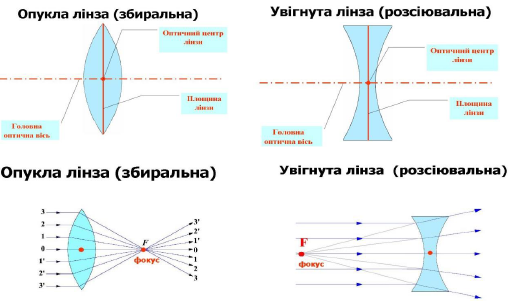 Опукла лінза (збиральна)
Увігнута лінза (розсіювальна)
Оптичний центр
лінзи
Площина
лінзи
Головна
оптична вісь
Оптичний центр
лінзи
Площина
лінзи
Головна
оптична вісь
Опукла лінза (збиральна)
Увігнута лінза (розсіювальна)
3
2
1
0
1'
2'
3'
F
фокус
3'
2'
1'
0
1
2
3
F
фокус